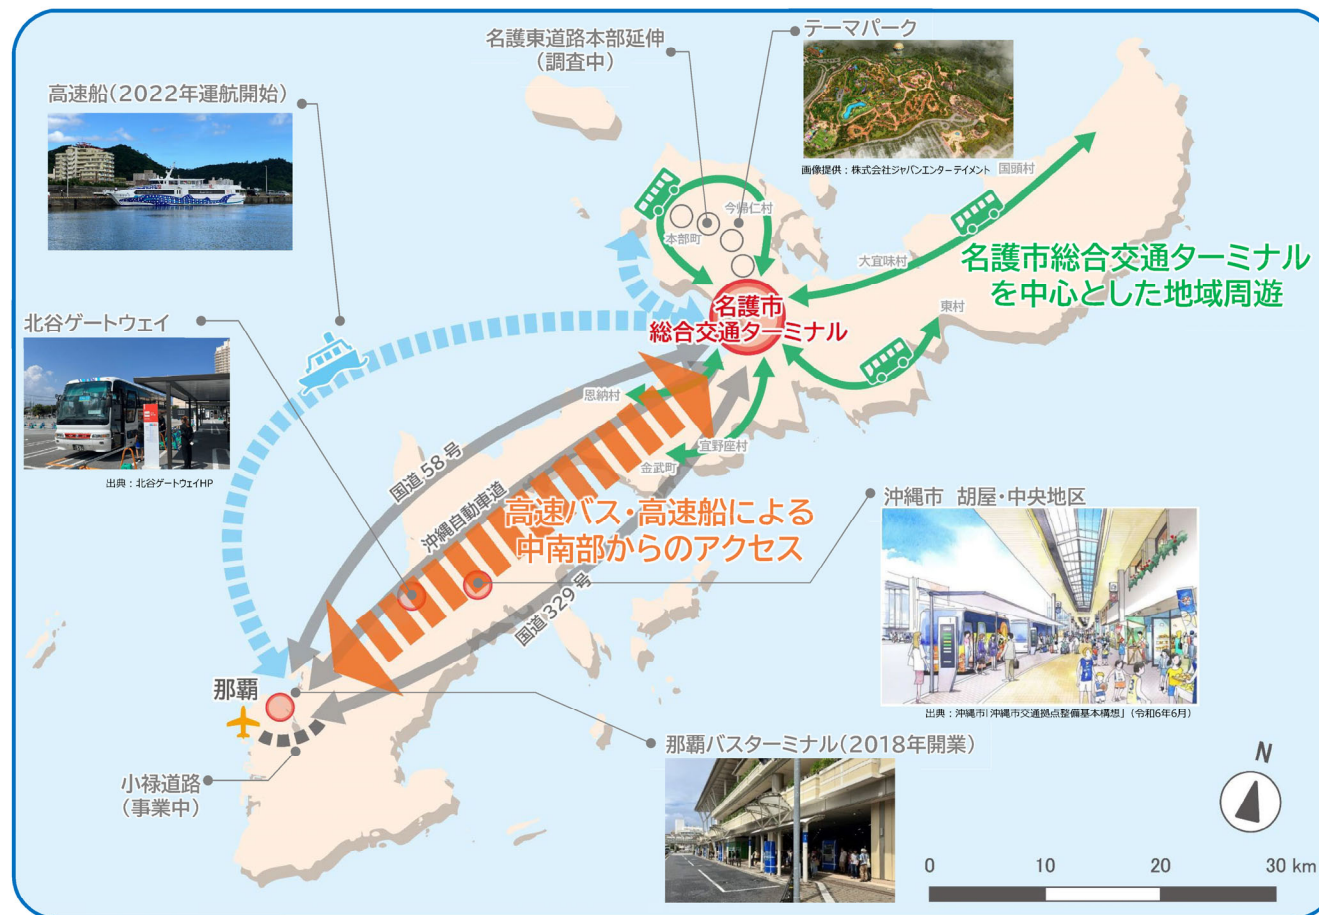 名護東道路本部延伸
(調査中)
テーマパーク
高速船(2022年運航開始)
画像提供：株式会社ジャパンエンターテイメント
国頭村
今帰仁村
本部町
大宜味村
名護市総合交通ターミナル
を中心とした地域周遊
東村
名護市
総合交通ターミナル
北谷ゲートウェイ
出典：北谷ゲートウェイHP
恩納村
宜野座村
金武町
国道58号
沖縄自動車道
高速バス・高速船による
中南部からのアクセス
国道329号
沖縄市 胡屋・中央地区
出典：沖縄市「沖縄市交通拠点整備基本構想」(令和6年6月)
那覇
那覇バスターミナル(2018年開業)
小禄道路
(事業中)
N
0 10 20 30 km